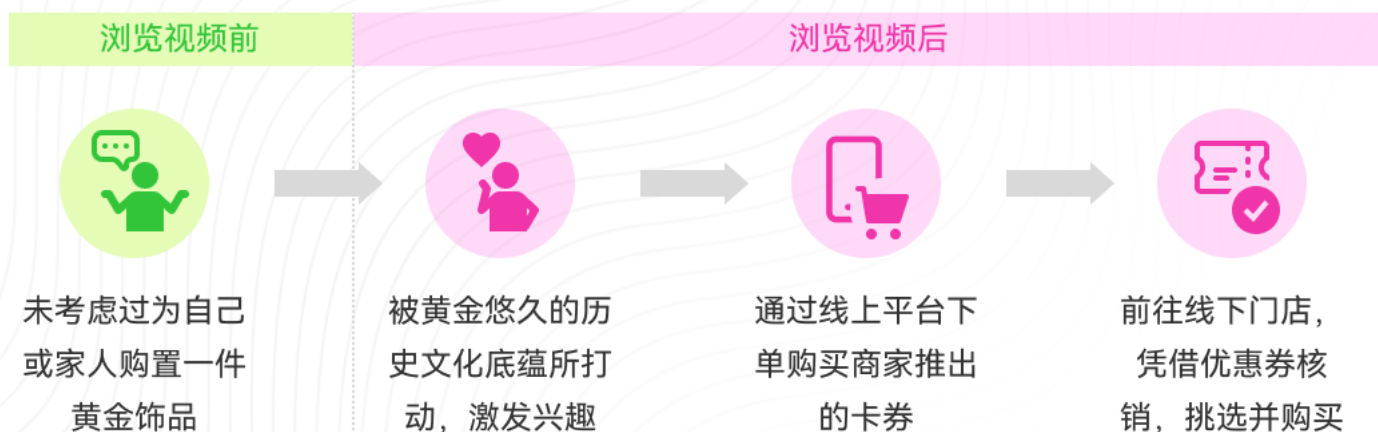 浏览视频前
浏览视频后
未考虑过为自己
或家人购置一件
黄金饰品
被黄金悠久的历
史文化底蕴所打
动，激发兴趣
通过线上平台下
单购买商家推出
的卡券
前往线下门店，
凭借优惠券核
销，挑选并购买